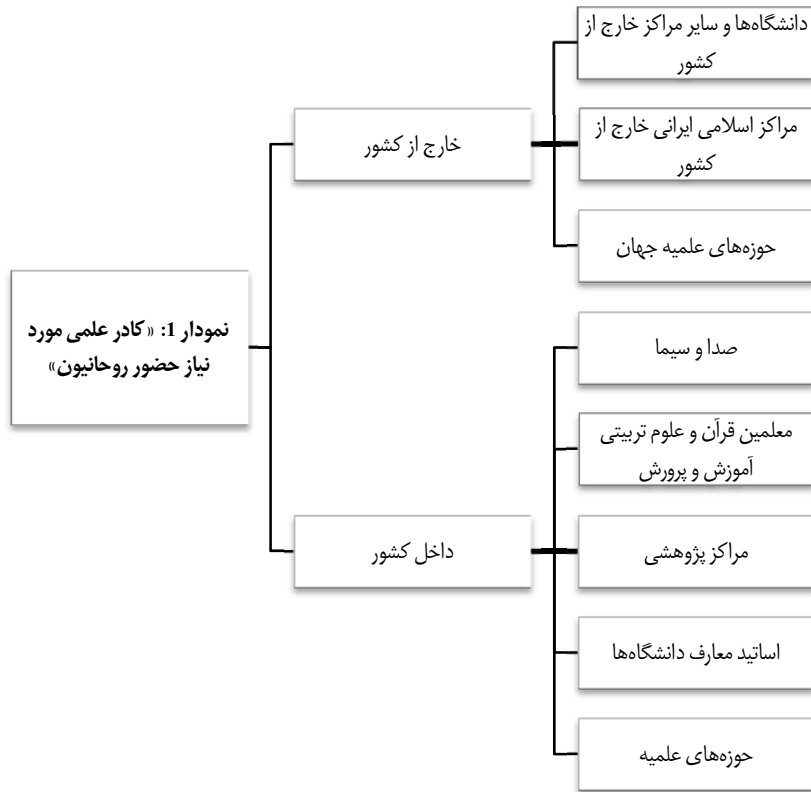 نمودار 1: «کادر علمی مورد
نیاز حضور روحانیون»
خارج از کشور
دانشگاه‌ها و سایر مراکز خارج از
کشور
مراکز اسلامی ایرانی خارج از
کشور
حوزه‌های علمیه جهان
داخل کشور
صدا و سیما
معلمین قرآن و علوم تربیتی
آموزش و پرورش
مراکز پژوهشی
اساتید معارف دانشگاه‌ها
حوزه‌های علمیه